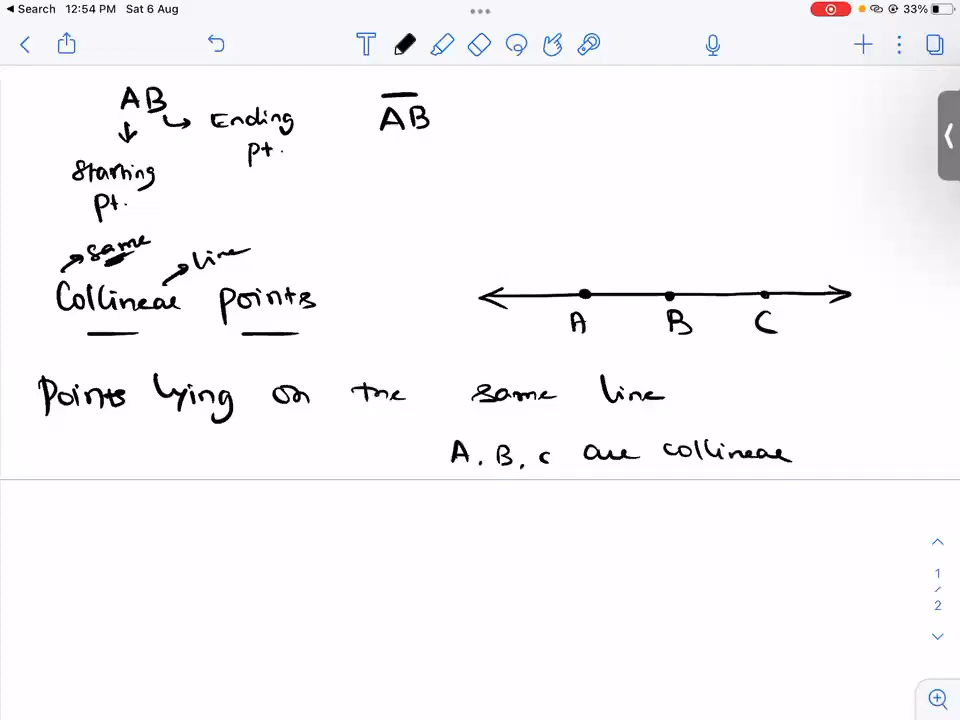 Search 12:54 PM Sat 6 Aug 33%
AB
Ending
pt.
Starting
pt.
AB
same
line
Collinear points
A B C
Points lying on the same line
A, B, C are collinear
1
/
2